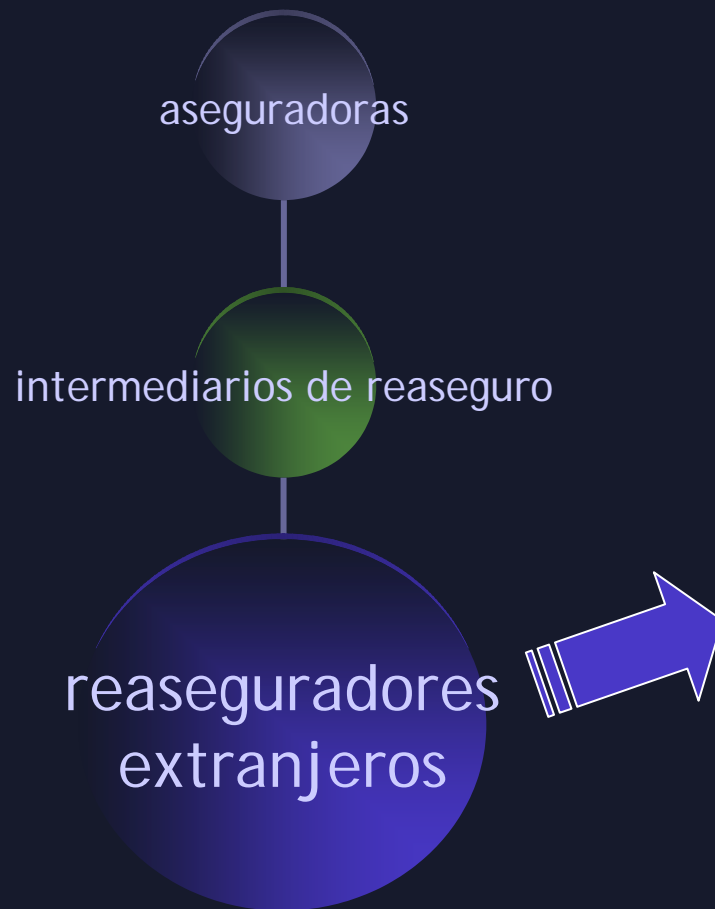 aseguradoras
intermediarios de reaseguro
reaseguradores
extranjeros